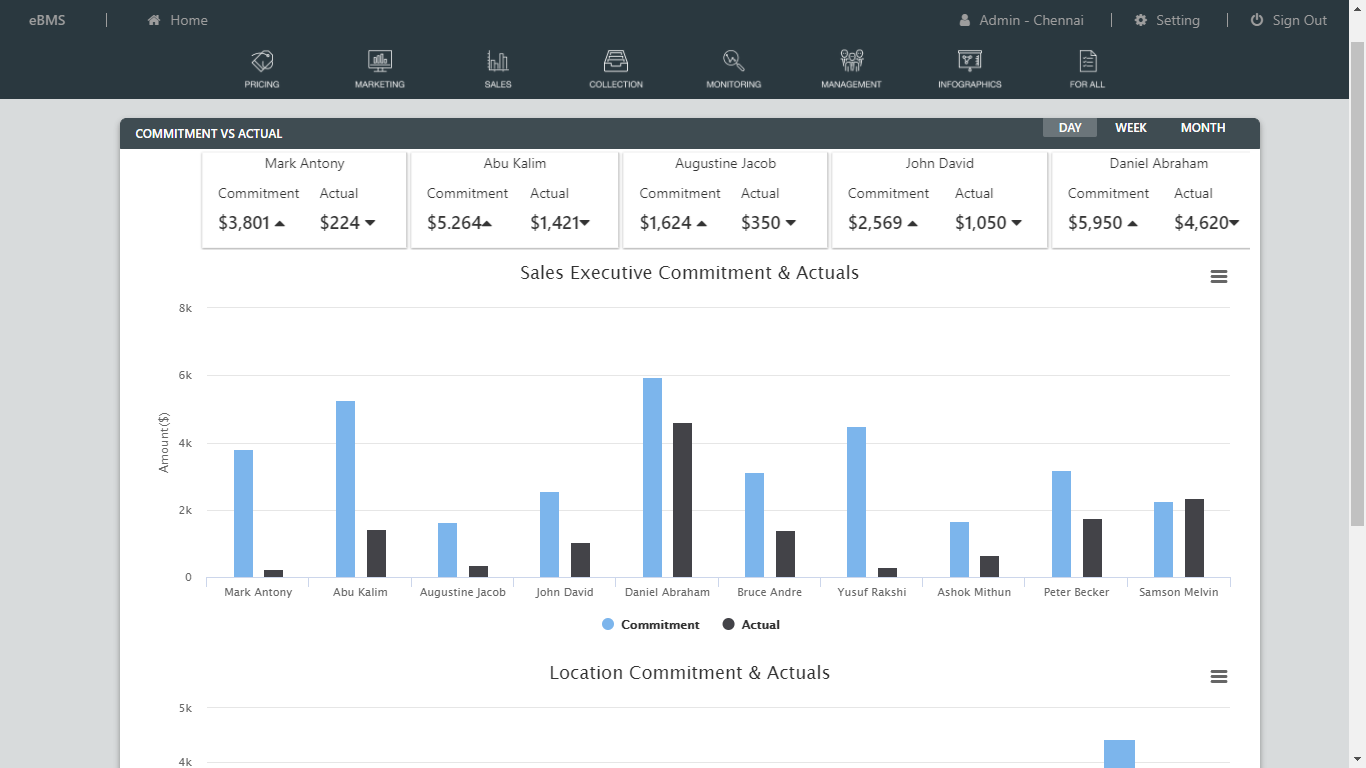 eBMS Home Admin - Chennai Setting Sign Out
PRICING MARKETING SALES COLLECTION MONITORING MANAGEMENT INFOGRAPHICS FOR ALL
COMMITMENT VS ACTUAL DAY WEEK MONTH
Mark Antony Abu Kalim Augustine Jacob John David Daniel Abraham
Commitment Actual Commitment Actual Commitment Actual Commitment Actual Commitment Actual
$3,801 $224 $5.264 $1,421 $1,624 $350 $2,569 $1,050 $5,950 $4,620
Sales Executive Commitment & Actuals
8k
6k
4k
2k
0
Amount($)
Mark Antony Abu Kalim Augustine Jacob John David Daniel Abraham Bruce Andre Yusuf Rakshi Ashok Mithun Peter Becker Samson Melvin
Commitment Actual
Location Commitment & Actuals
5k
4k